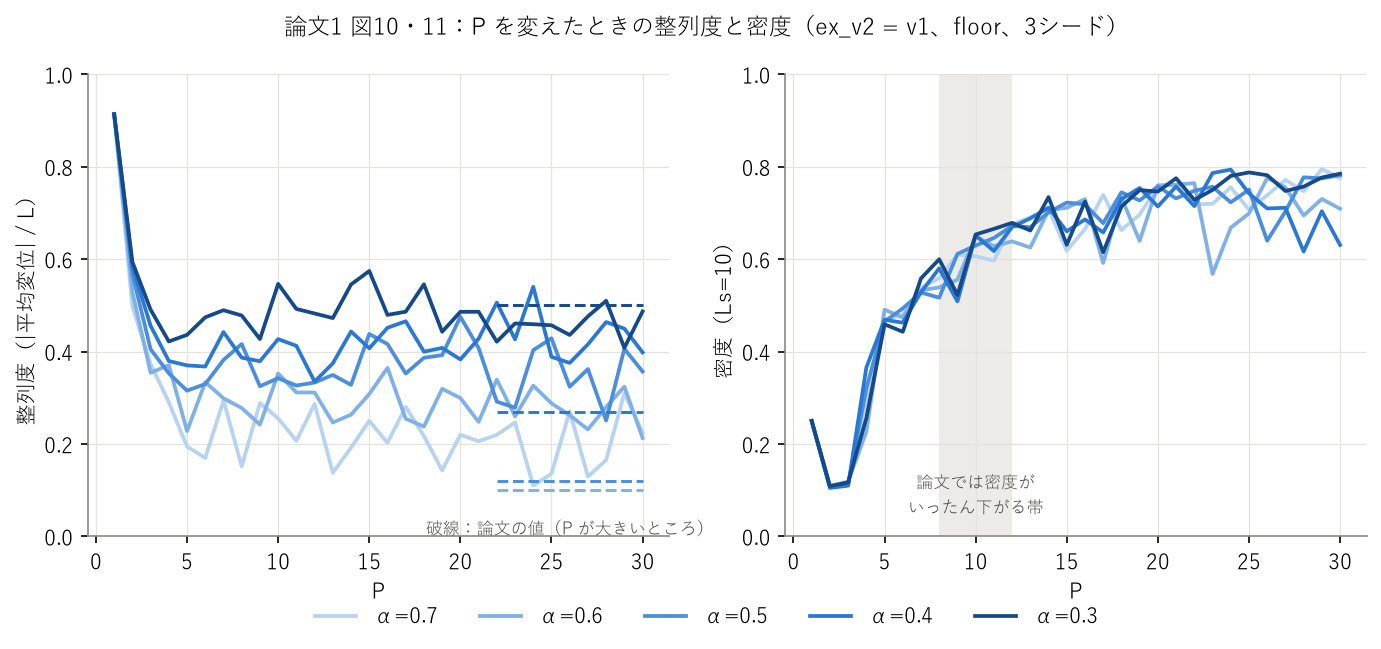 論文1 図10・11：P を変えたときの整列度と密度（ex_v2 = v1、floor、3シード）
整列度（|平均変位| / L）
1.0
0.8
0.6
0.4
0.2
0.0
0 5 10 15 20 25 30
P
破線：論文の値（P が大きいところ）
密度（Ls=10）
1.0
0.8
0.6
0.4
0.2
0.0
論文では密度が
いったん下がる帯
0 5 10 15 20 25 30
P
α=0.7 α=0.6 α=0.5 α=0.4 α=0.3